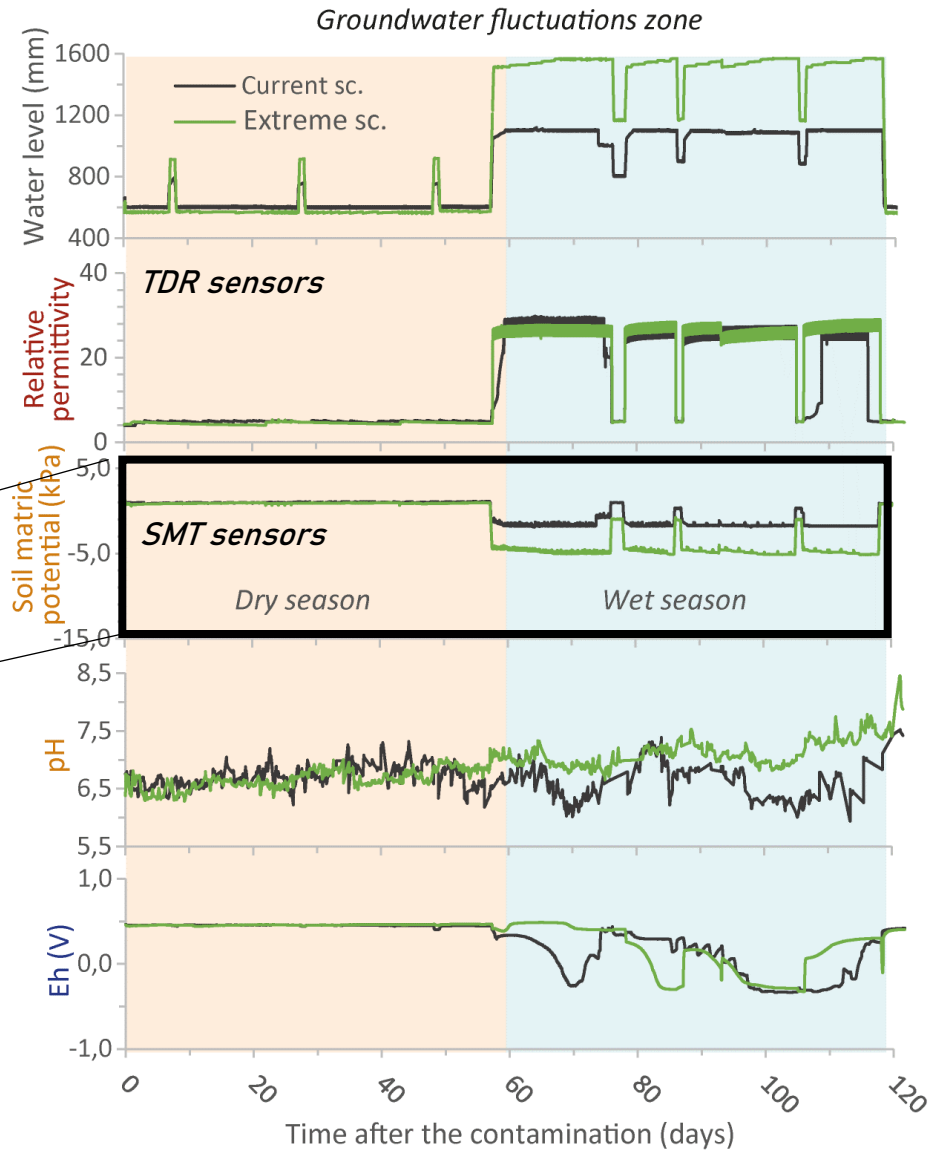 Groundwater fluctuations zone
Water level (mm)
1600
1200
800
400
Current sc.
Extreme sc.
Relative
permittivity
40
20
0
TDR sensors
Soil matric
potential (kPa)
5,0
-5,0
-15,0
SMT sensors
Dry season
Wet season
pH
8,5
7,5
6,5
5,5
Eh (V)
1,0
0,0
-1,0
0
20
40
60
80
100
120
Time after the contamination (days)